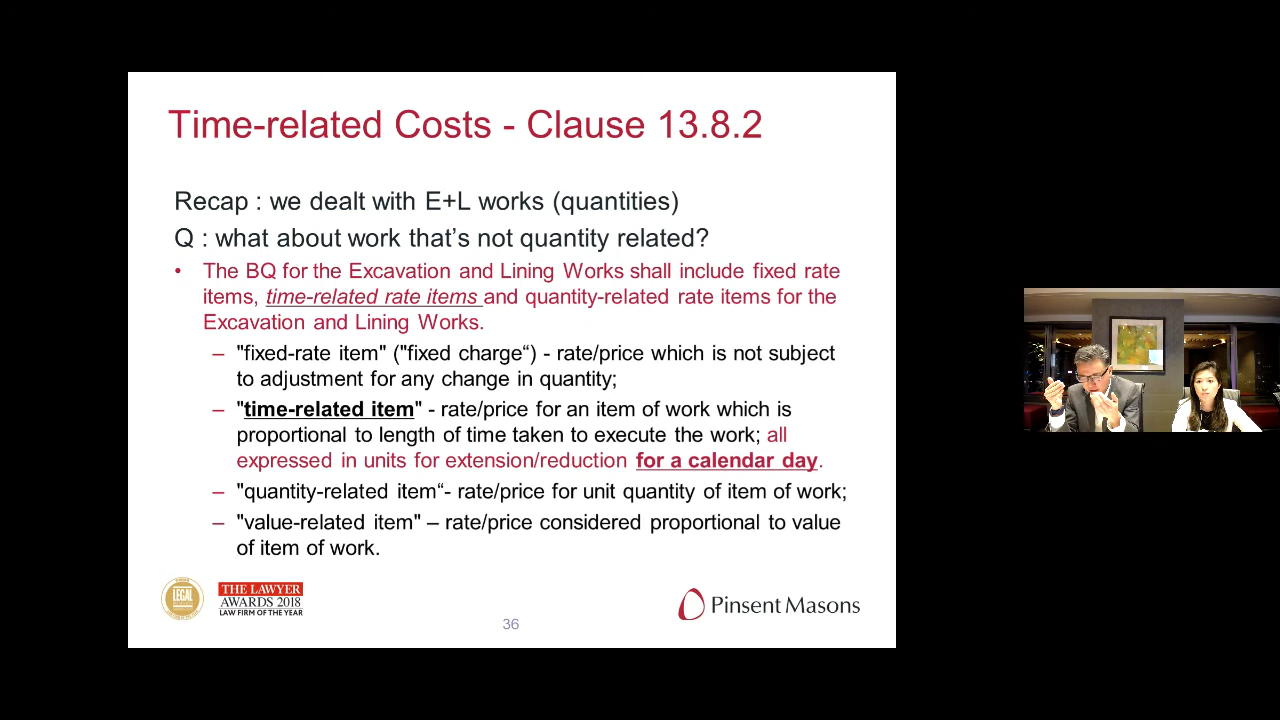 Time-related Costs - Clause 13.8.2
Recap : we dealt with E+L works (quantities)
Q : what about work that’s not quantity related?
• The BQ for the Excavation and Lining Works shall include fixed rate
items, time-related rate items and quantity-related rate items for the
Excavation and Lining Works.
– "fixed-rate item" ("fixed charge“) - rate/price which is not subject
to adjustment for any change in quantity;
– "time-related item" - rate/price for an item of work which is
proportional to length of time taken to execute the work; all
expressed in units for extension/reduction for a calendar day.
– "quantity-related item“- rate/price for unit quantity of item of work;
– "value-related item" – rate/price considered proportional to value
of item of work.
LEGAL
THE LAWYER
AWARDS 2018
LAW FIRM OF THE YEAR
Pinsent Masons
36